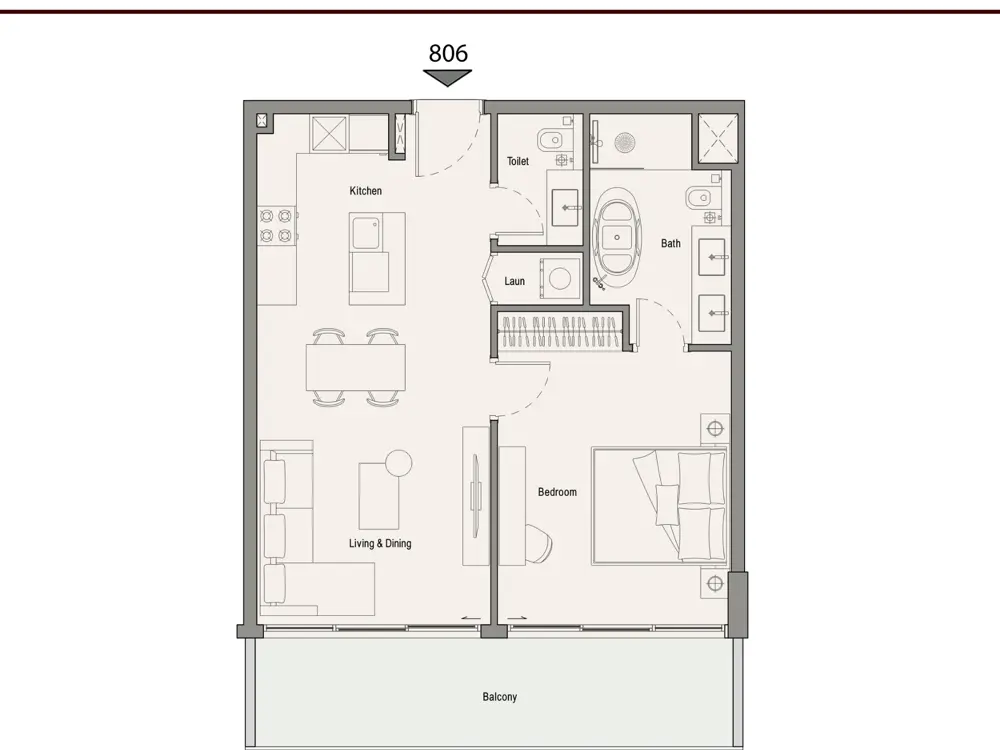 806
Toilet
Kitchen
Bath
Laun
Bedroom
Living & Dining
Balcony